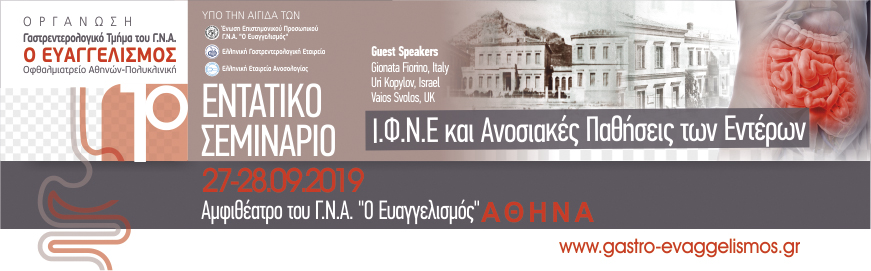 ΟΡΓΑΝΩΣΗ
Γαστρεντερολογικό Τμήμα του Γ.Ν.Α.
Ο ΕΥΑΓΓΕΛΙΣΜΟΣ
Οφθαλμιατρείο Αθηνών-Πολυκλινική
ΥΠΟ ΤΗΝ ΑΙΓΙΔΑ ΤΩΝ
Ένωση Επιστημονικού Προσωπικού
Γ.Ν.Α. "Ο Ευαγγελισμός"
Ελληνική Γαστρεντερολογική Εταιρεία
Ελληνική Εταιρεία Ανοσολογίας
Guest Speakers
Gionata Fiorino, Italy
Uri Kopylov, Israel
Vaios Svolos, UK
1ο
ΕΝΤΑΤΙΚΟ
ΣΕΜΙΝΑΡΙΟ
Ι.Φ.Ν.Ε και Ανοσιακές Παθήσεις των Εντέρων
27-28.09.2019
Αμφιθέατρο του Γ.Ν.Α. "Ο Ευαγγελισμός" ΑΘΗΝΑ
www.gastro-evaggelismos.gr